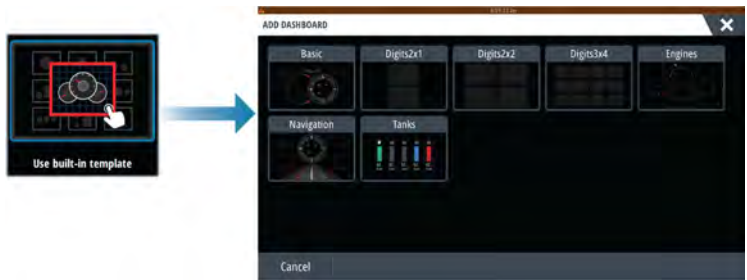 ADD DASHBOARD
Basic
Digits2x1
Digits2x2
Digits3x4
Engines
Navigation
Tanks
Use built-in template
Cancel